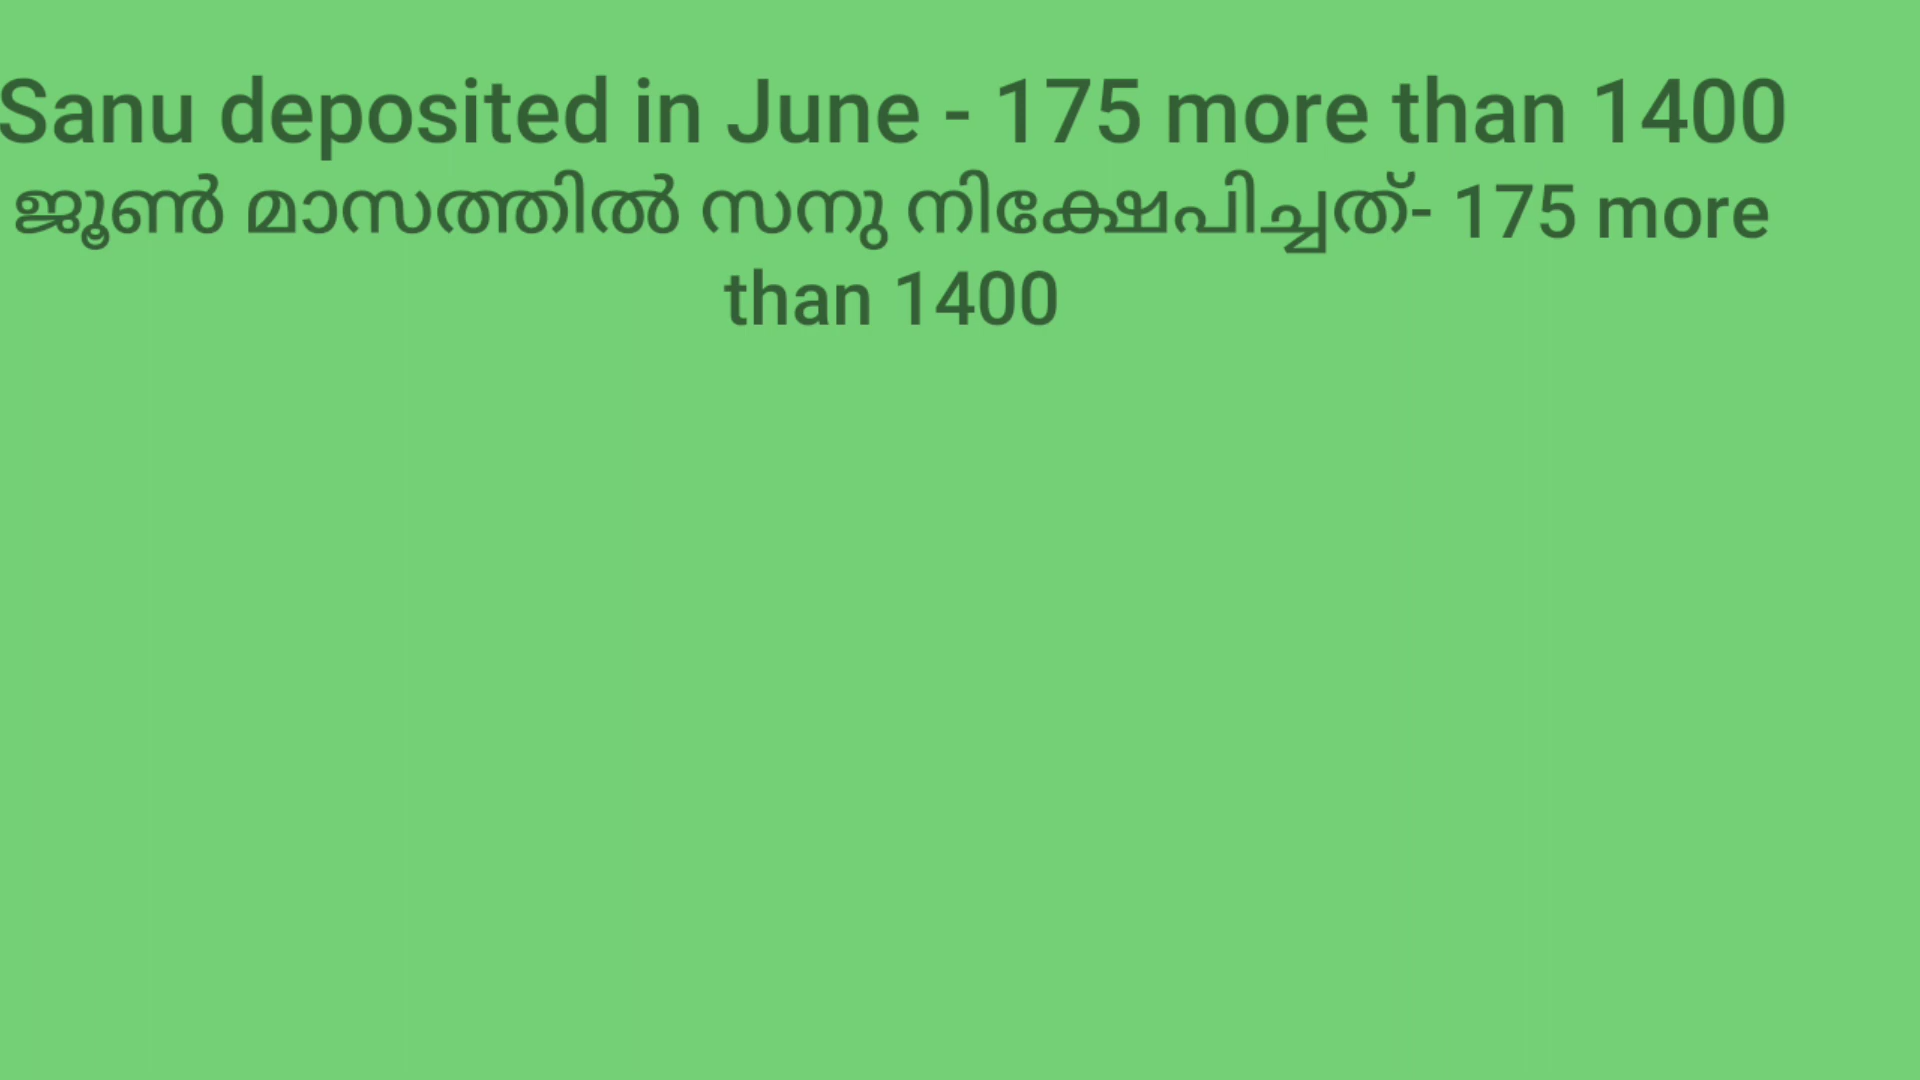 Sanu deposited in June - 175 more than 1400
ജൂൺ മാസത്തിൽ സനു നിക്ഷേപിച്ചത്- 175 more
than 1400